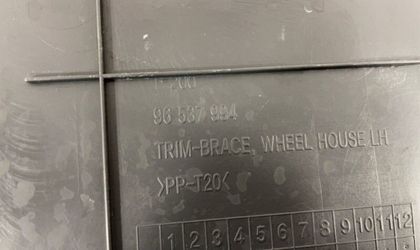 96 537 994
TRIM-BRACE, WHEEL HOUSE LH
>PP-T20<
1 2 3 4 5 6 7 8 9 10 11 12